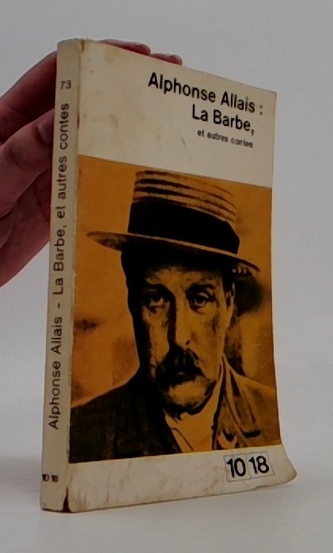 Alphonse Allais :
La Barbe,
et autres contes
10 18
73
Alphonse Allais - La Barbe, et autres contes
10 18